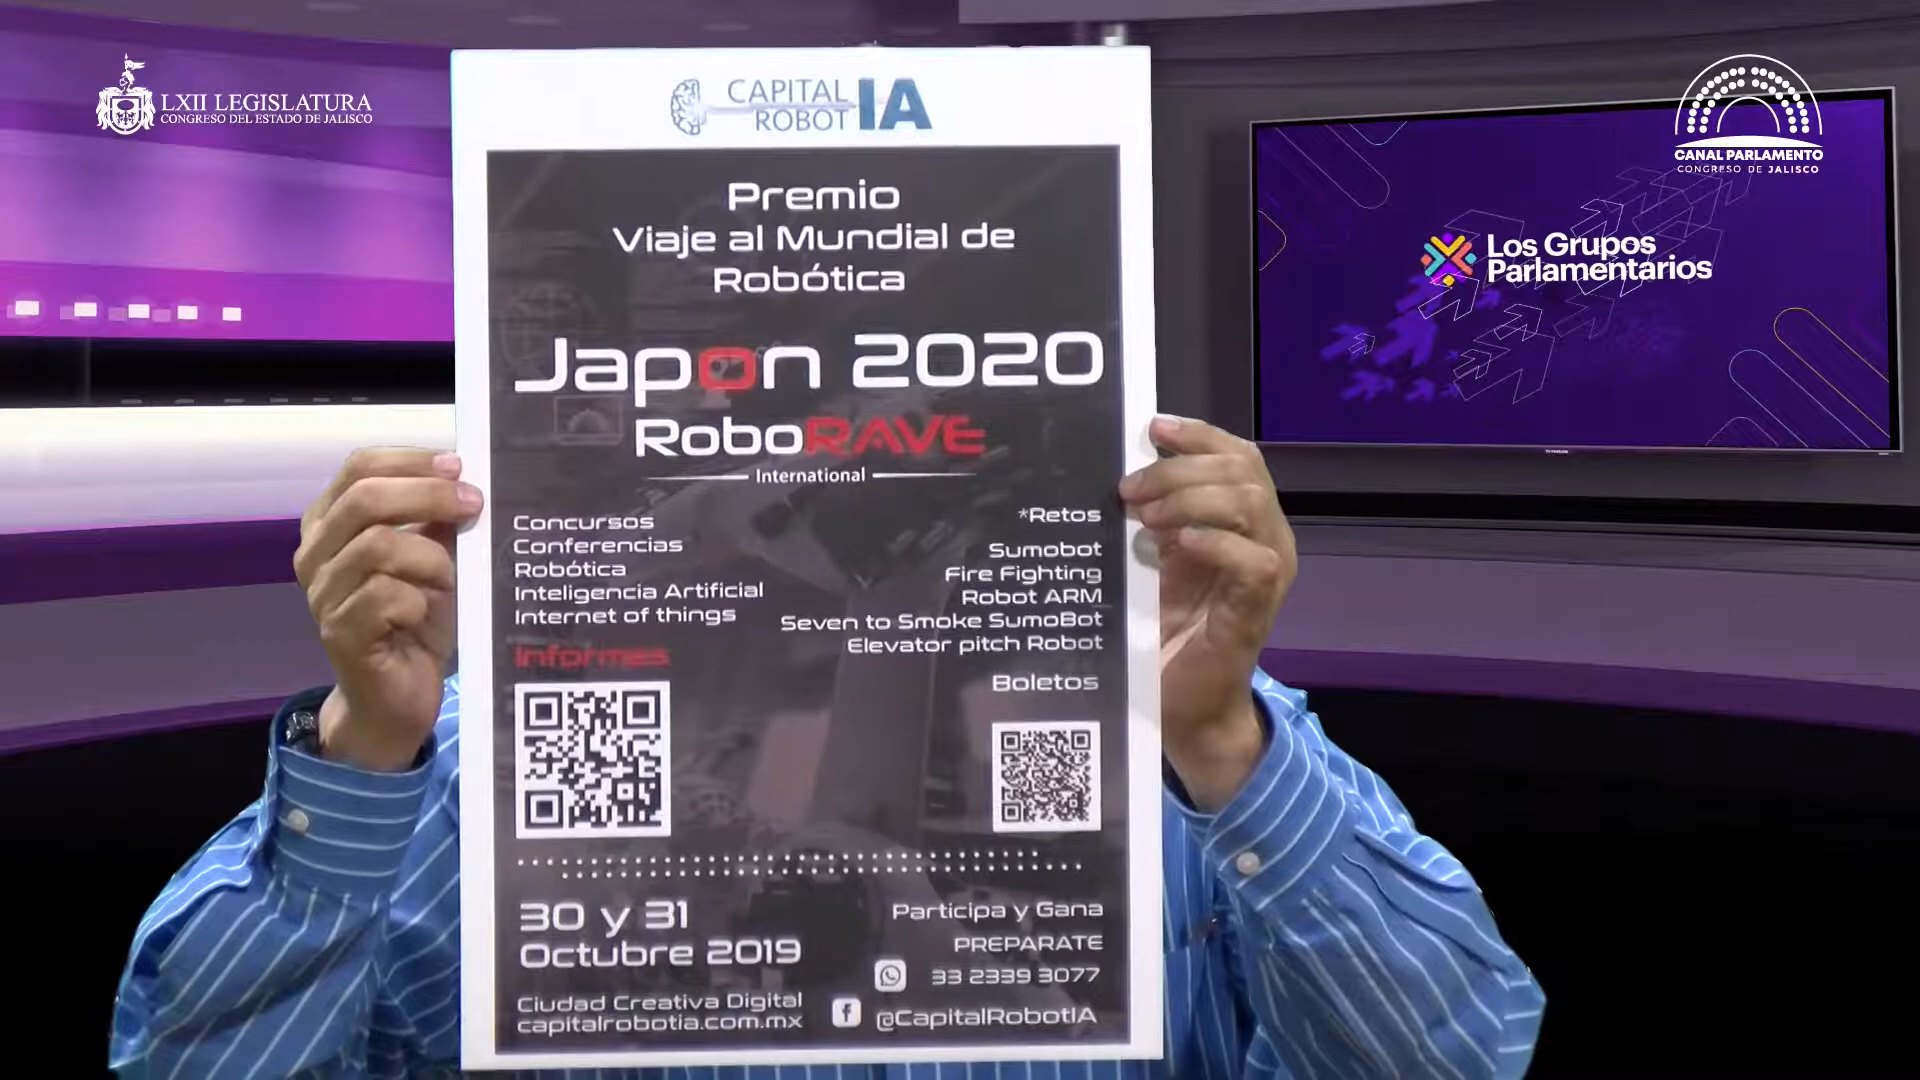 LXII LEGISLATURA
CONGRESO DEL ESTADO DE JALISCO
CAPITAL
ROBOT
IA
Premio
Viaje al Mundial de
Robótica
Japon 2020
RoboRAVE
International
Concursos
Conferencias
Robótica
Inteligencia Artificial
Internet of things
Informes
*Retos
Sumobot
Fire Fighting
Robot ARM
Seven to Smoke SumoBot
Elevator pitch Robot
Boletos
30 y 31
Octubre 2019
Ciudad Creativa Digital
capitalrobotia.com.mx
Participa y Gana
PREPARATE
33 2339 3077
@CapitalRobotIA
CANAL PARLAMENTO
CONGRESO DE JALISCO
Los Grupos
Parlamentarios